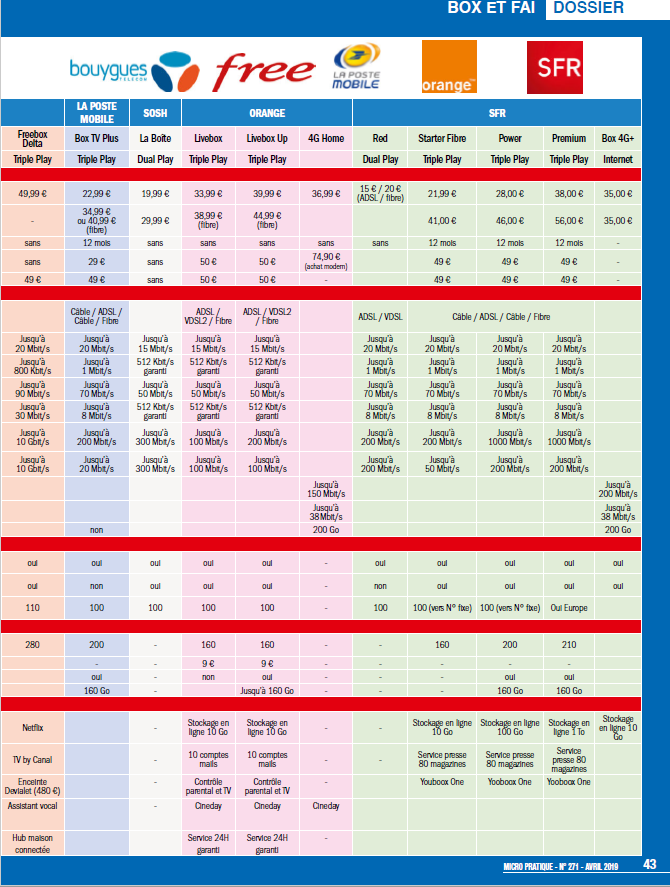 BOX ET FAI DOSSIER
bouygues
TELECOM
free
LA POSTE
MOBILE
orange™
SFR
LA POSTE MOBILE SOSH ORANGE SFR
Freebox Delta Box TV Plus La Boite Livebox Livebox Up 4G Home Red Starter Fibre Power Premium Box 4G+
Triple Play Triple Play Dual Play Triple Play Triple Play Dual Play Triple Play Triple Play Triple Play Internet
49,99 € 22,99 € 19,99 € 33,99 € 39,99 € 36,99 € 15 € / 20 € (ADSL / fibre) 21,99 € 28,00 € 38,00 € 35,00 €
- 34,99 € ou 40,99 € (fibre) 29,99 € 38,99 € (fibre) 44,99 € (fibre) 41,00 € 46,00 € 56,00 € 35,00 €
sans 12 mois sans sans sans sans sans 12 mois 12 mois 12 mois -
sans 29 € sans 50 € 50 € 74,90 € (achat modem) 49 € 49 € 49 € -
49 € 49 € sans 50 € 50 € - 49 € 49 € 49 € -
Câble / ADSL / Câble / Fibre ADSL / VDSL2 / Fibre ADSL / VDSL2 / Fibre ADSL / VDSL Câble / ADSL / Câble / Fibre
Jusqu'à 20 Mbit/s Jusqu'à 20 Mbit/s Jusqu'à 15 Mbit/s Jusqu'à 15 Mbit/s Jusqu'à 15 Mbit/s Jusqu'à 20 Mbit/s Jusqu'à 20 Mbit/s Jusqu'à 20 Mbit/s Jusqu'à 20 Mbit/s
Jusqu'à 800 Kbit/s Jusqu'à 1 Mbit/s 512 Kbit/s garanti 512 Kbit/s garanti 512 Kbit/s garanti Jusqu'à 1 Mbit/s Jusqu'à 1 Mbit/s Jusqu'à 1 Mbit/s Jusqu'à 1 Mbit/s
Jusqu'à 90 Mbit/s Jusqu'à 70 Mbit/s Jusqu'à 50 Mbit/s Jusqu'à 50 Mbit/s Jusqu'à 50 Mbit/s Jusqu'à 70 Mbit/s Jusqu'à 70 Mbit/s Jusqu'à 70 Mbit/s Jusqu'à 70 Mbit/s
Jusqu'à 30 Mbit/s Jusqu'à 8 Mbit/s 512 Kbit/s garanti 512 Kbit/s garanti 512 Kbit/s garanti Jusqu'à 8 Mbit/s Jusqu'à 8 Mbit/s Jusqu'à 8 Mbit/s Jusqu'à 8 Mbit/s
Jusqu'à 10 Gbit/s Jusqu'à 200 Mbit/s Jusqu'à 300 Mbit/s Jusqu'à 100 Mbit/s Jusqu'à 200 Mbit/s Jusqu'à 200 Mbit/s Jusqu'à 200 Mbit/s Jusqu'à 1000 Mbit/s Jusqu'à 1000 Mbit/s
Jusqu'à 10 Gbit/s Jusqu'à 20 Mbit/s Jusqu'à 300 Mbit/s Jusqu'à 100 Mbit/s Jusqu'à 100 Mbit/s Jusqu'à 200 Mbit/s Jusqu'à 50 Mbit/s Jusqu'à 200 Mbit/s Jusqu'à 200 Mbit/s
Jusqu'à 150 Mbit/s Jusqu'à 200 Mbit/s
Jusqu'à 38 Mbit/s Jusqu'à 38 Mbit/s
non 200 Go 200 Go
oui oui oui oui oui - oui oui oui oui oui
oui non oui oui oui - non oui oui oui oui
110 100 100 100 100 - 100 100 (vers N° fixe) 100 (vers N° fixe) Oui Europe
280 200 - 160 160 - - 160 200 210
- - 9 € 9 € -
oui - non oui - oui oui
160 Go - Jusqu'à 160 Go 160 Go 160 Go
Netflix - Stockage en ligne 10 Go Stockage en ligne 10 Go - - Stockage en ligne 10 Go Stockage en ligne 100 Go Stockage en ligne 1 To Stockage en ligne 10 Go
TV by Canal - 10 comptes mails 10 comptes mails - - Service presse 80 magazines Service presse 80 magazines Service presse 80 magazines
Enceinte Devialet (480 €) - Contrôle parental et TV Contrôle parental et TV Youboox One Youboox One Yooboox One
Assistant vocal - Cineday Cineday Cineday
Hub maison connectée Service 24H garanti Service 24H garanti -
MICRO PRATIQUE - N° 271 - AVRIL 2019 43